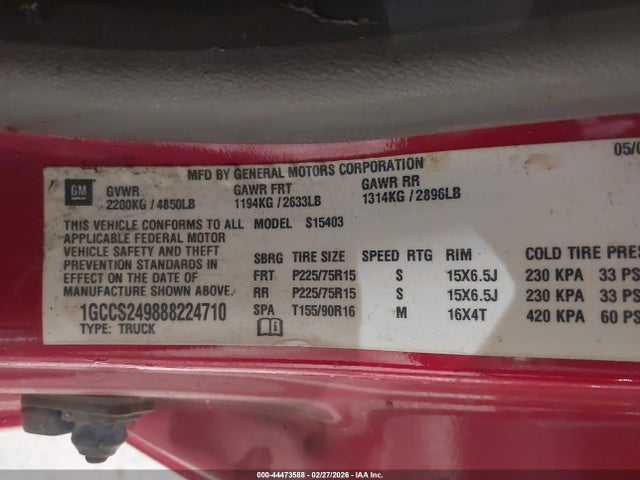 MFD BY GENERAL MOTORS CORPORATION 05/0
GM GVWR GAWR FRT GAWR RR
2200KG / 4850LB 1194KG / 2633LB 1314KG / 2896LB
THIS VEHICLE CONFORMS TO ALL MODEL S15403
APPLICABLE FEDERAL MOTOR
VEHICLE SAFETY AND THEFT SBRG TIRE SIZE SPEED RTG RIM COLD TIRE PRES
PREVENTION STANDARDS IN FRT P225/75R15 S 15X6.5J 230 KPA 33 PS
EFFECT ON THE DATE OF RR P225/75R15 S 15X6.5J 230 KPA 33
MANUFACTURE SHOWN ABOVE. SPA T155/90R16 M 16X4T 420 KPA 60 PS
1GCCS249888224710
TYPE: TRUCK
000-44473588 - 02/27/2026 - IAA, Inc.